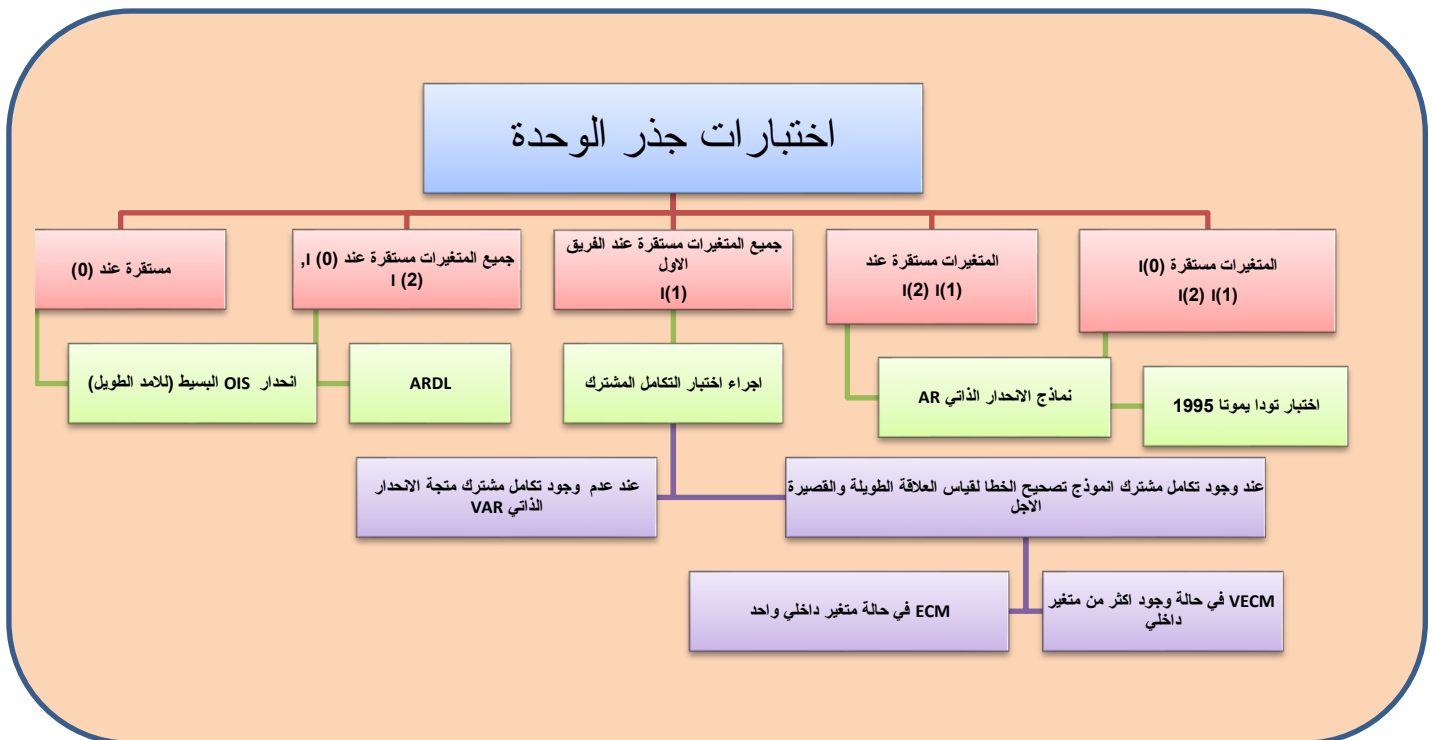 اختبارات جذر الوحدة
المتغيرات مستقرة I(0)
I(2) I(1)
المتغيرات مستقرة عند
I(2) I(1)
جميع المتغيرات مستقرة عند الفريق
الاول
I(1)
جميع المتغيرات مستقرة عند I (0),
I (2)
مستقرة عند (0)
اختبار تودا يموتا 1995
نماذج الانحدار الذاتي AR
اجراء اختبار التكامل المشترك
ARDL
انحدار OIS البسيط (للامد الطويل)
عند وجود تكامل مشترك انموذج تصحيح الخطا لقياس العلاقة الطويلة والقصيرة
الاجل
عند عدم وجود تكامل مشترك متجة الانحدار
الذاتي VAR
VECM في حالة وجود اكثر من متغير
داخلي
ECM في حالة متغير داخلي واحد